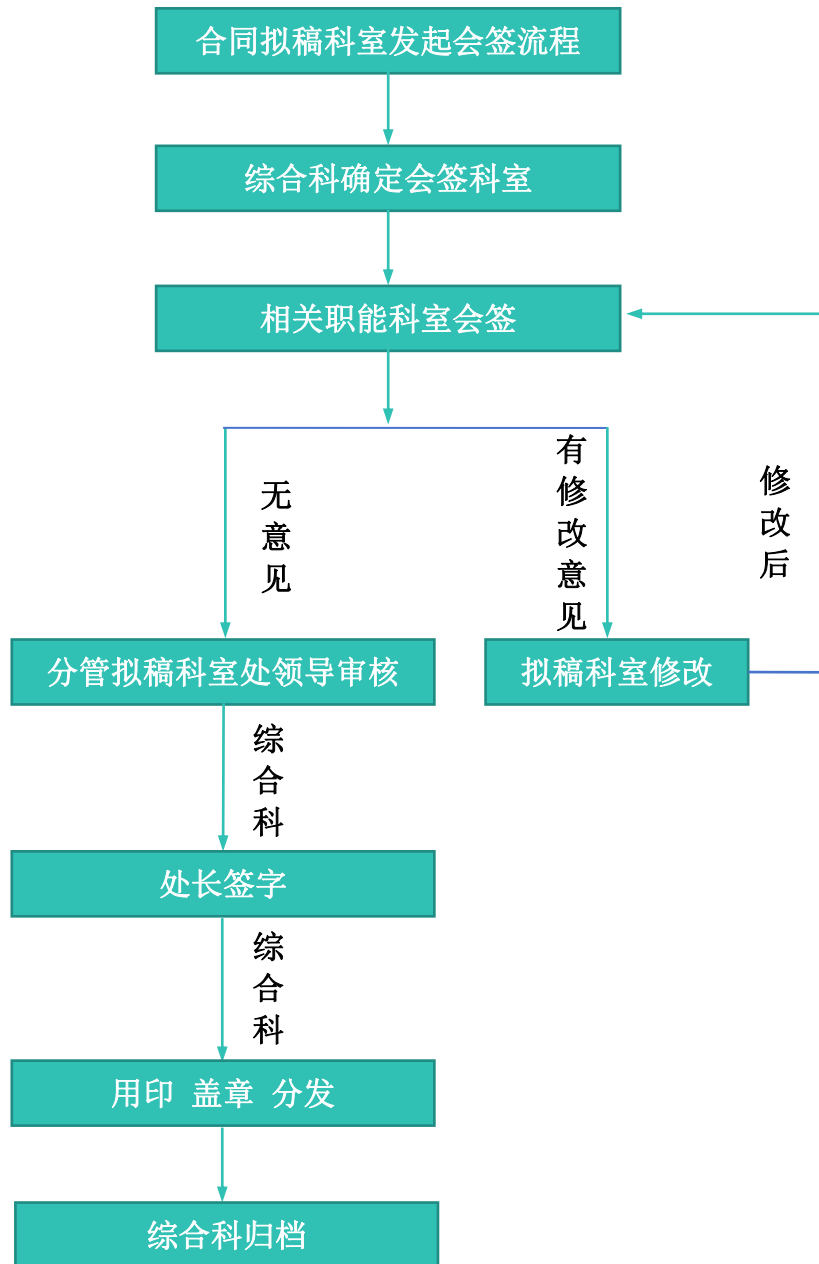 合同拟稿科室发起会签流程
综合科确定会签科室
相关职能科室会签
无意见
有修改意见
修改后
分管拟稿科室处领导审核
拟稿科室修改
综合科
处长签字
综合科
用印 盖章 分发
综合科归档